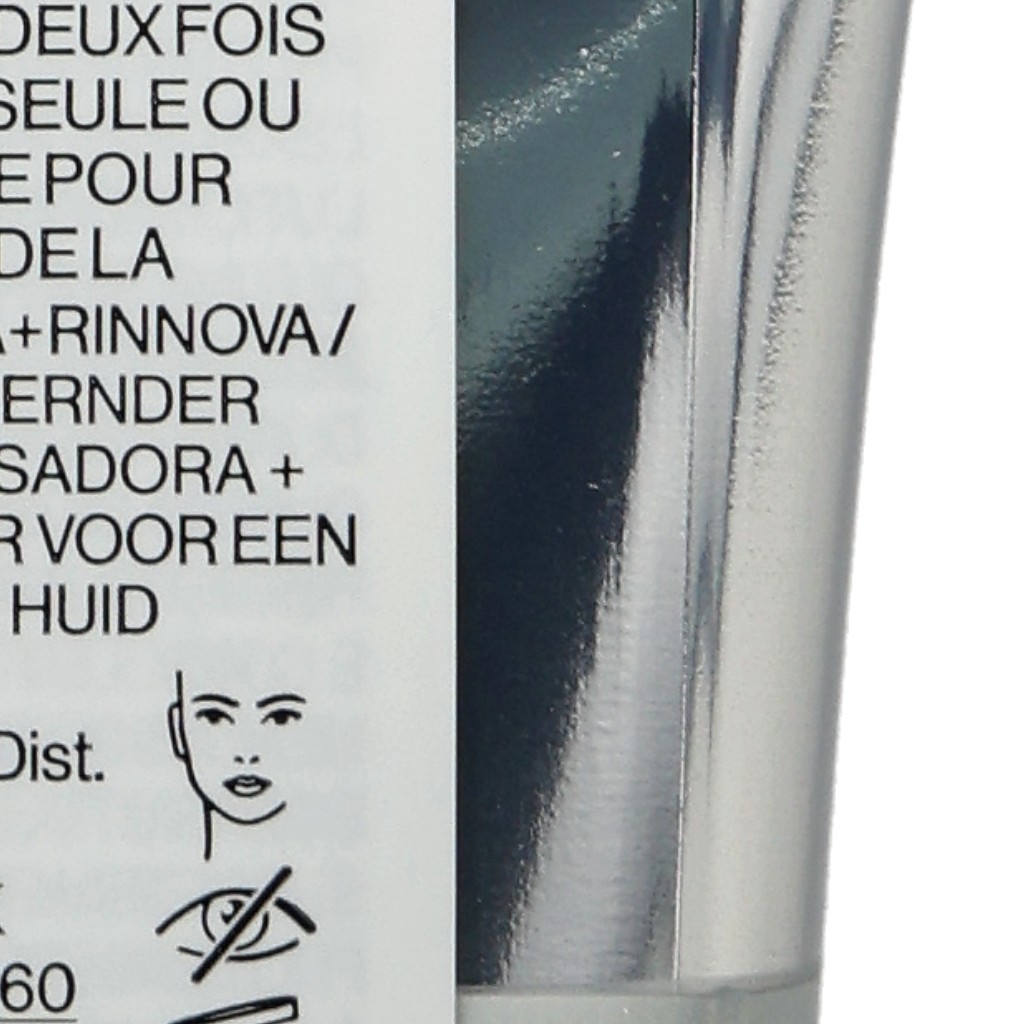 DEUX FOIS
SEULE OU
E POUR
DE LA
A+RINNOVA /
ERNDER
SADORA +
R VOOR EEN
HUID
Dist.
60